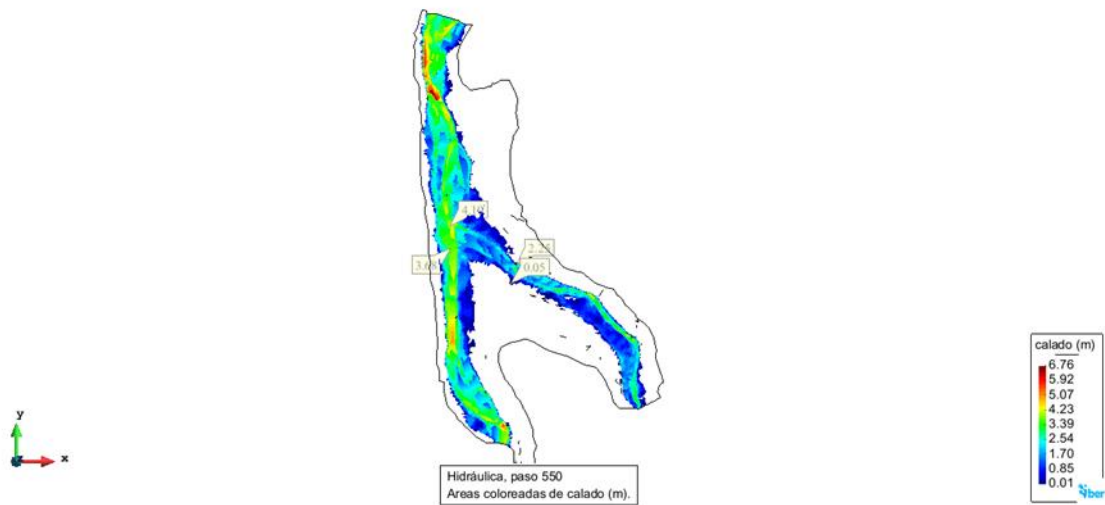 4.10
2.25
3.68
0.05
calado (m)
6.76
5.92
5.07
4.23
3.39
2.54
1.70
0.85
0.01
y
x
Hidráulica, paso 550
Areas coloreadas de calado (m).
iber